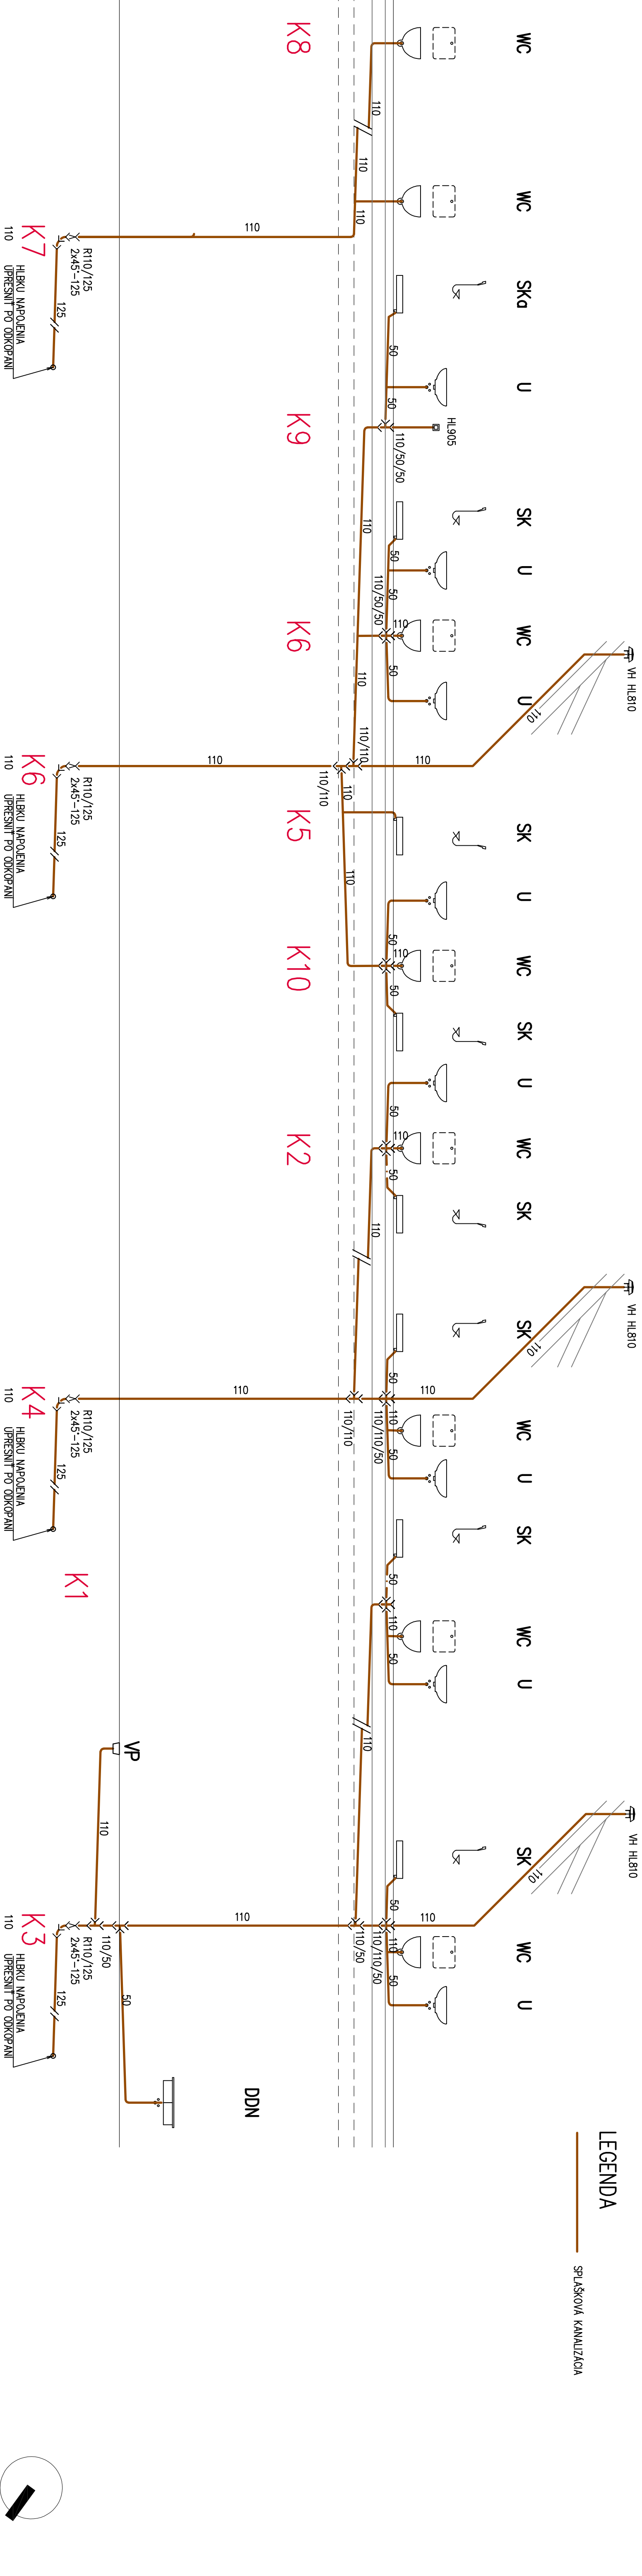 K8
WC
110
110
110
WC
110
K7
R110/125
2x45°-125
110
125
HĹBKU NAPOJENIA
UPRESNIŤ PO ODKOPANÍ
SKa
50
U
50
K9
HL905
110/50/50
110
SK
50
U
50
110/50/50
110
WC
K6
50
U
110
110
VH HL810
110/110
110
110
110/110
K6
R110/125
2x45°-125
110
125
HĹBKU NAPOJENIA
UPRESNIŤ PO ODKOPANÍ
110
K5
SK
110
U
50
110
WC
K10
50
SK
U
50
110
WC
K2
50
SK
110
VH HL810
110
SK
50
110
110
110/110
110/110/50
K4
R110/125
2x45°-125
110
125
HĹBKU NAPOJENIA
UPRESNIŤ PO ODKOPANÍ
110
WC
50
U
SK
50
K1
110
WC
50
U
110
VP
110
VH HL810
110
SK
50
110
110
110/50
110/110/50
110/50
K3
R110/125
2x45°-125
110
125
HĹBKU NAPOJENIA
UPRESNIŤ PO ODKOPANÍ
110
WC
50
U
50
DDN
LEGENDA
SPLAŠKOVÁ KANALIZÁCIA